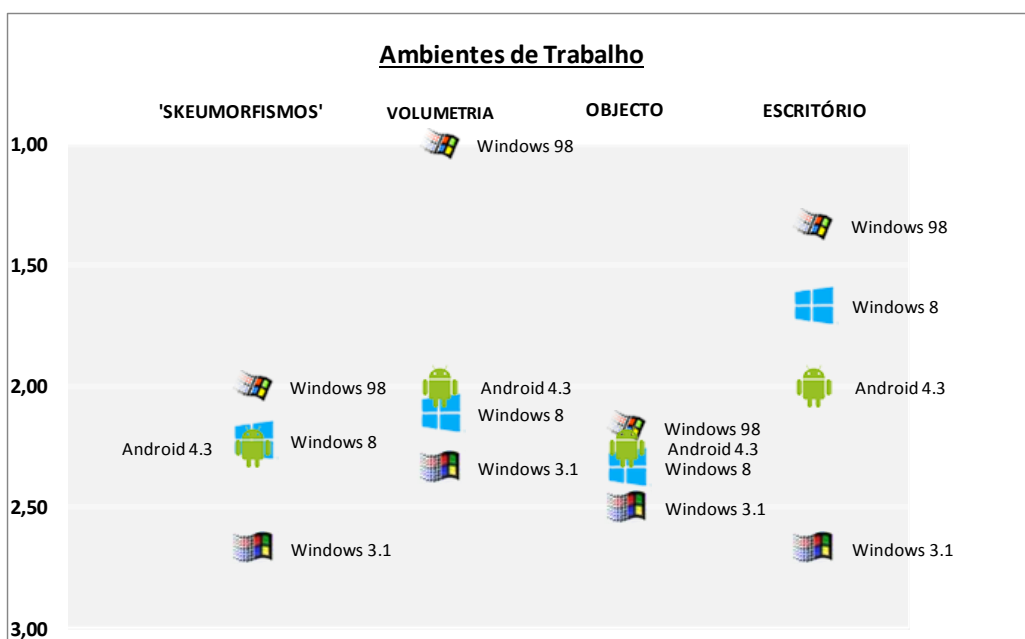 Ambientes de Trabalho
'SKEUMORFISMOS' VOLUMETRIA OBJECTO ESCRITÓRIO
1,00
Windows 98
Windows 98
1,50
Windows 8
2,00
Windows 98
Android 4.3
Android 4.3
Windows 8
Windows 98
Android 4.3
Windows 8
Android 4.3
Windows 3.1
Windows 8
2,50
Windows 3.1
Windows 3.1
Windows 3.1
3,00